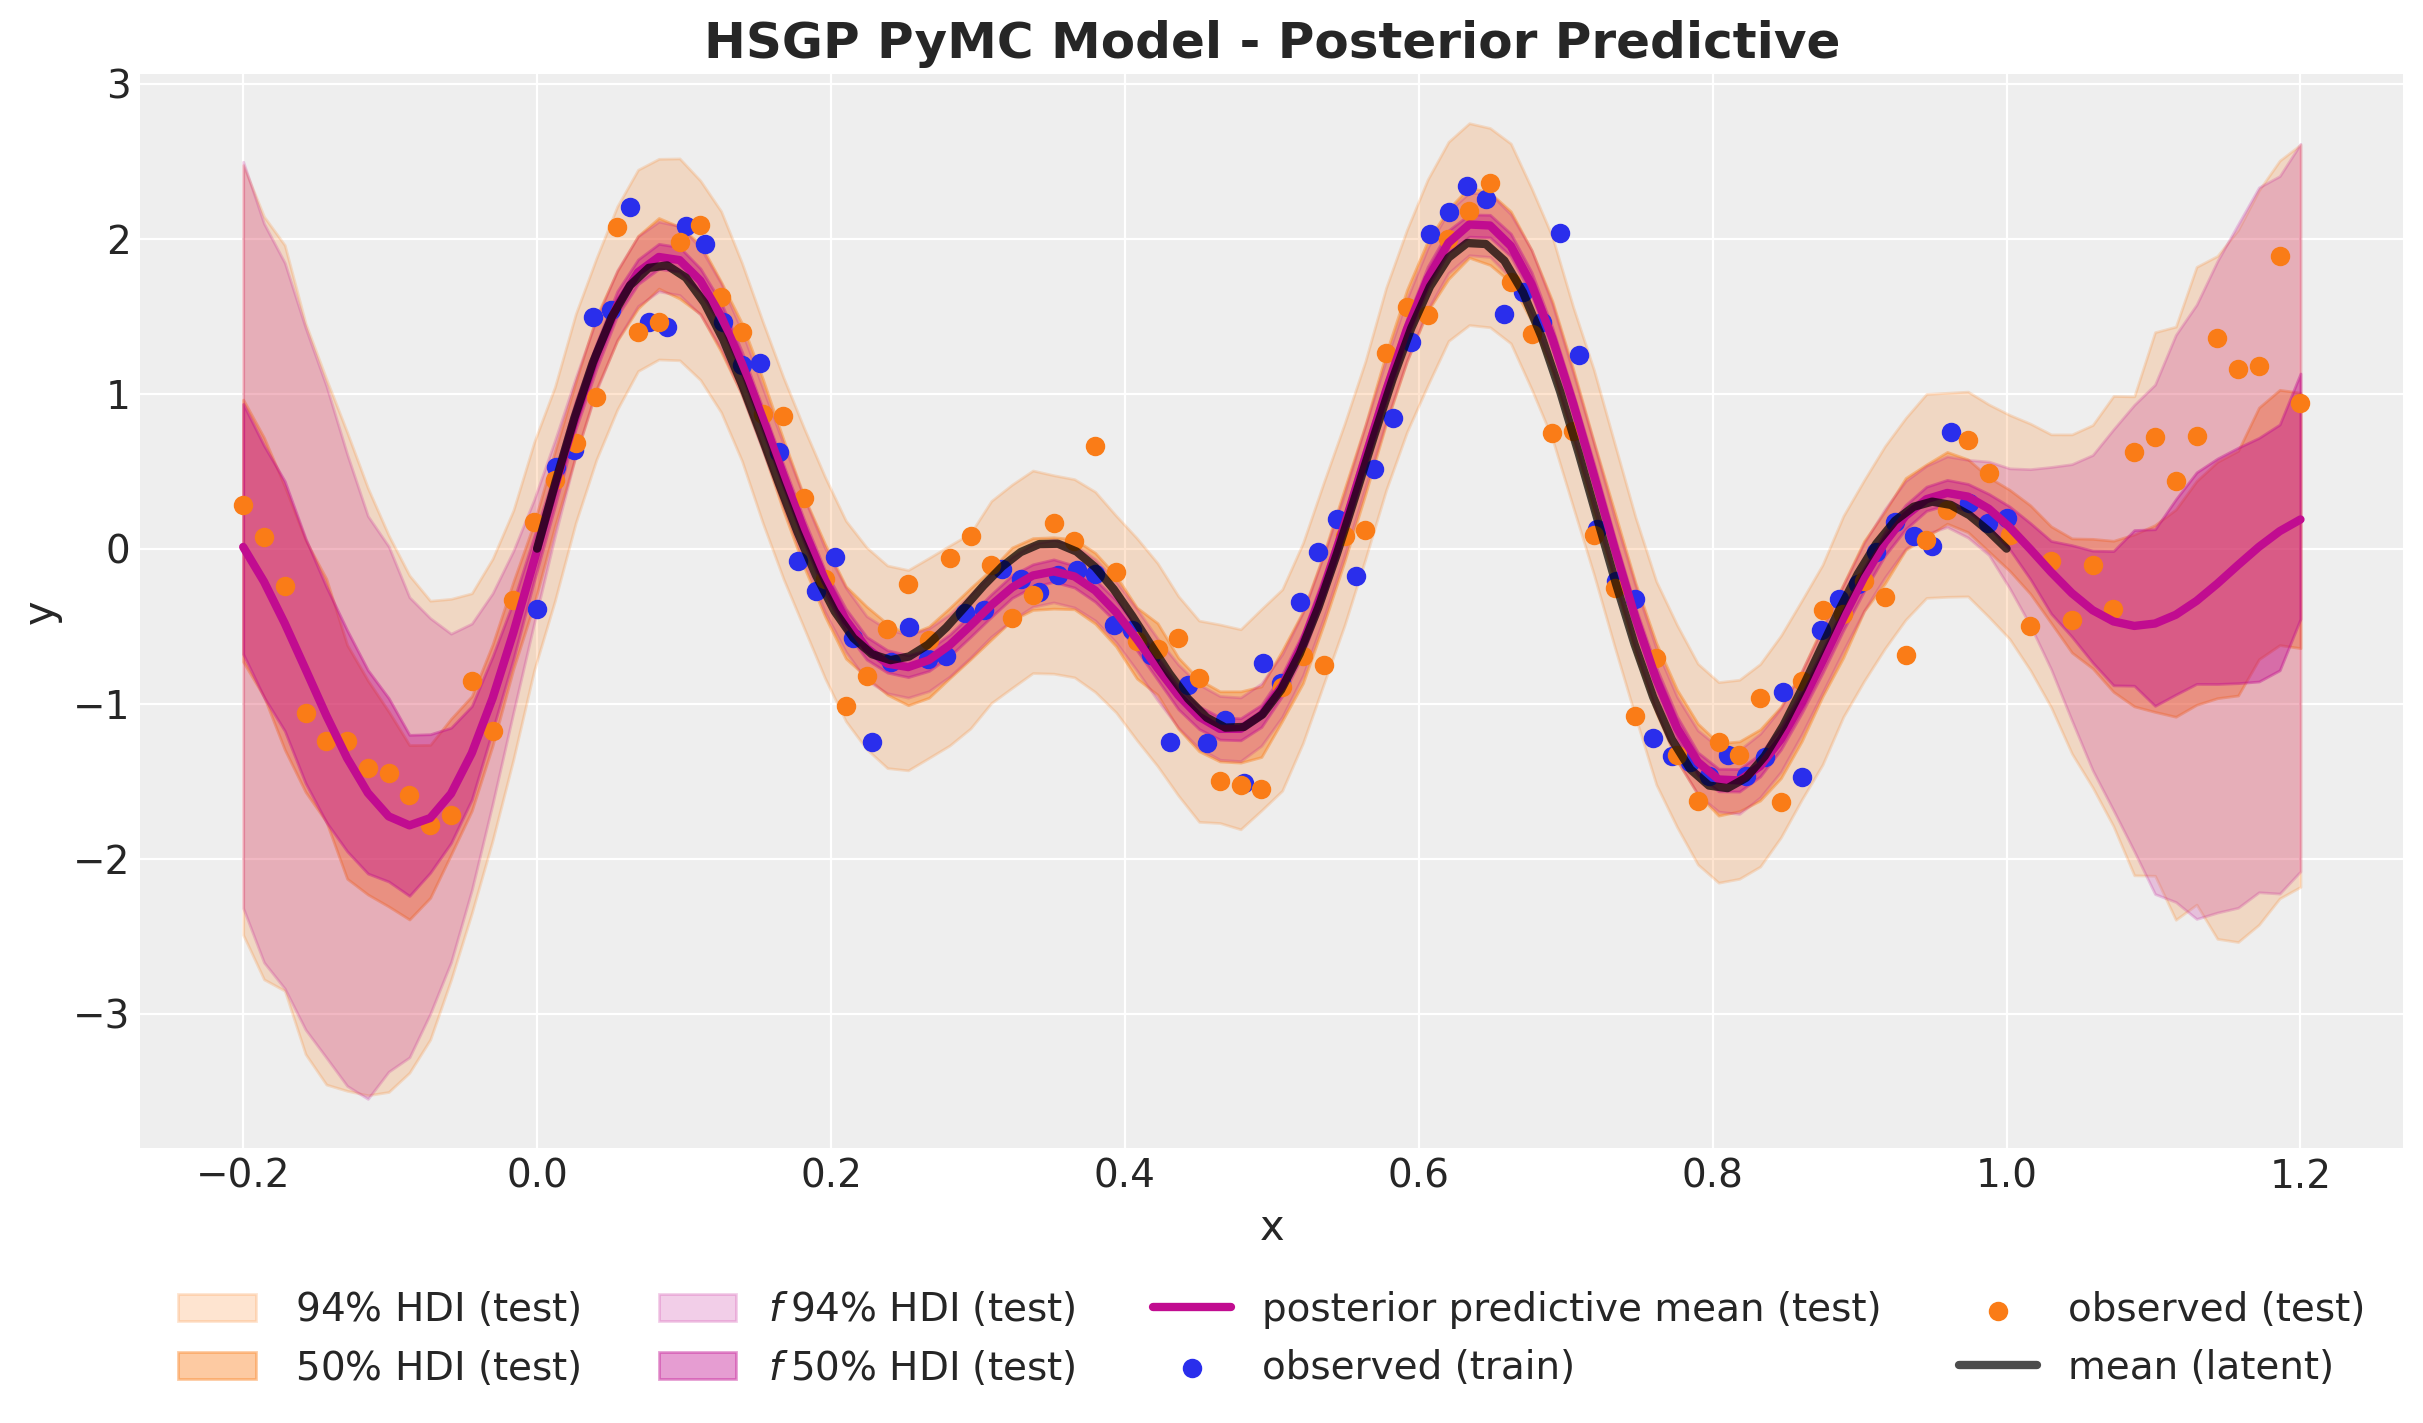 HSGP PyMC Model - Posterior Predictive
3
2
1
0
−1
−2
−3
y
−0.2 0.0 0.2 0.4 0.6 0.8 1.0 1.2
x
94% HDI (test) f 94% HDI (test) posterior predictive mean (test) observed (test)
50% HDI (test) f 50% HDI (test) observed (train) mean (latent)